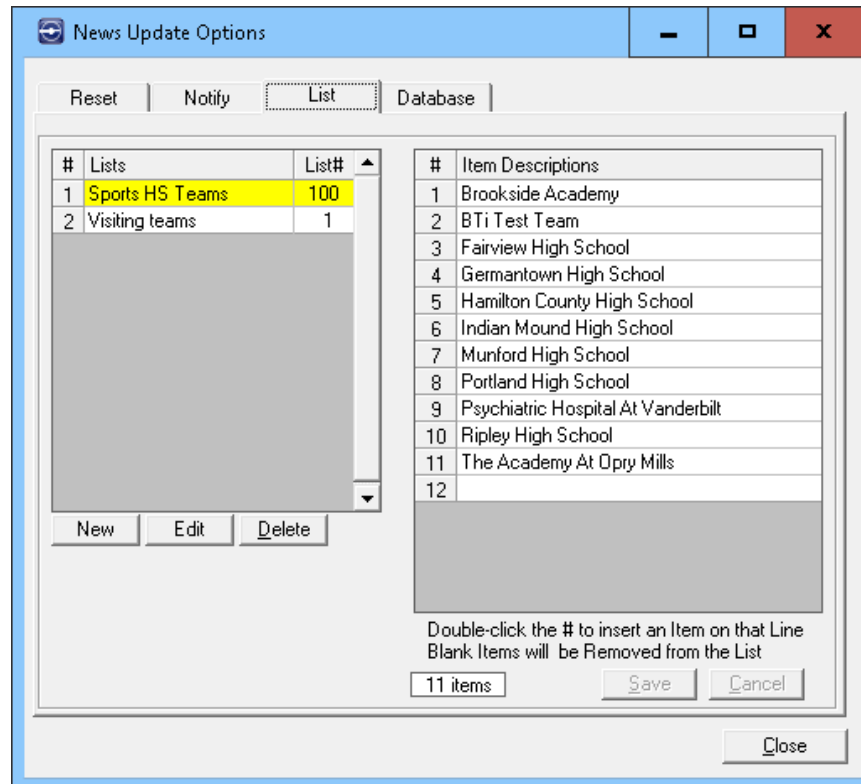 News Update Options
Reset Notify List Database
# Lists List#
1 Sports HS Teams 100
2 Visiting teams 1
New Edit Delete
# Item Descriptions
1 Brookside Academy
2 BTi Test Team
3 Fairview High School
4 Germantown High School
5 Hamilton County High School
6 Indian Mound High School
7 Munford High School
8 Portland High School
9 Psychiatric Hospital At Vanderbilt
10 Ripley High School
11 The Academy At Opry Mills
12
Double-click the # to insert an Item on that Line
Blank Items will be Removed from the List
11 items Save Cancel
Close